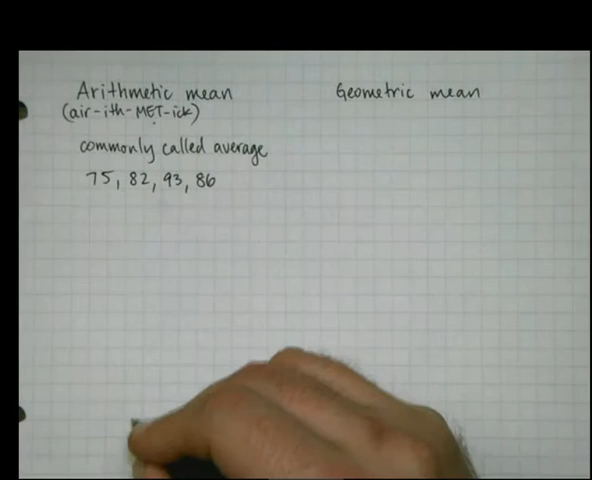 Arithmetic mean
(air-ith-MET-ick)
commonly called average
75, 82, 93, 86
Geometric mean